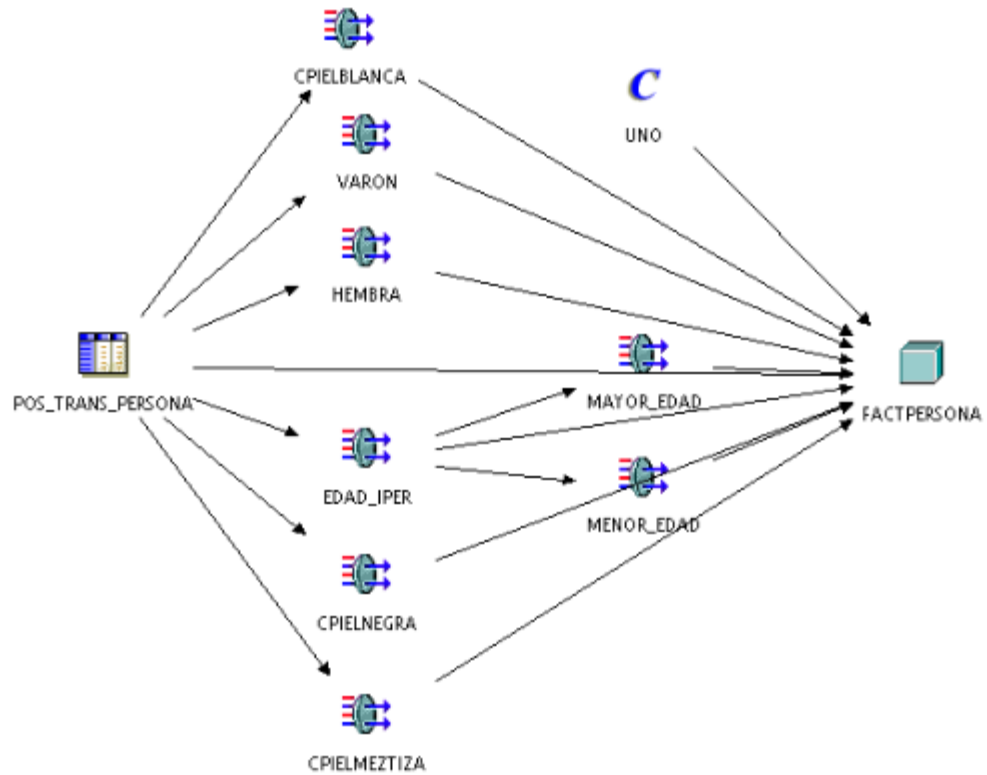 CPIELBLANCA
C
UNO
VARON
HEMBRA
POS_TRANS_PERSONA
MAYOR_EDAD
FACTPERSONA
EDAD_IPER
MENOR_EDAD
CPIELNEGRA
CPIELMEZTIZA